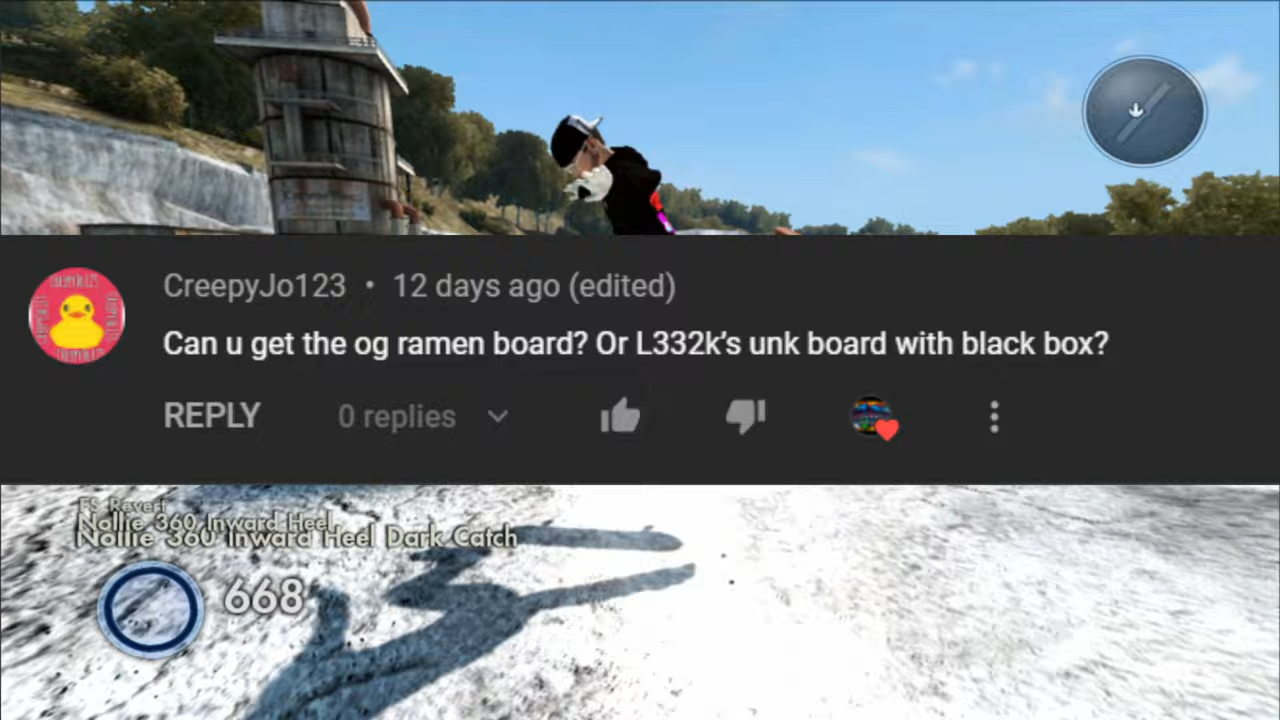 CreepyJo123 • 12 days ago (edited)
Can u get the og ramen board? Or L332k's unk board with black box?
REPLY 0 replies
FS Revert
Nollie 360 Inward Heel
Nollie 360 Inward Heel Dark Catch
668